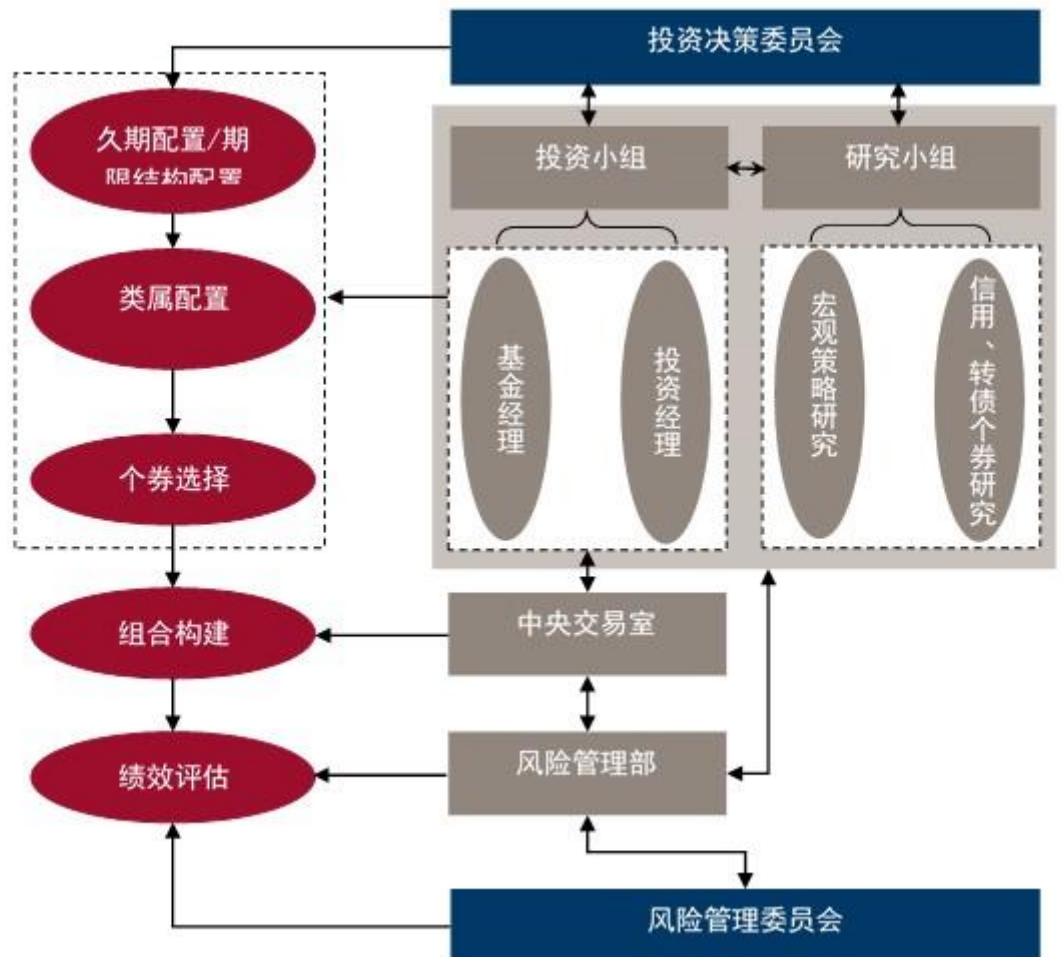 投资决策委员会
久期配置/期
限结构配置
投资小组
研究小组
类属配置
基金经理
投资经理
宏观策略研究
信用、转债个券研究
个券选择
组合构建
中央交易室
绩效评估
风险管理部
风险管理委员会